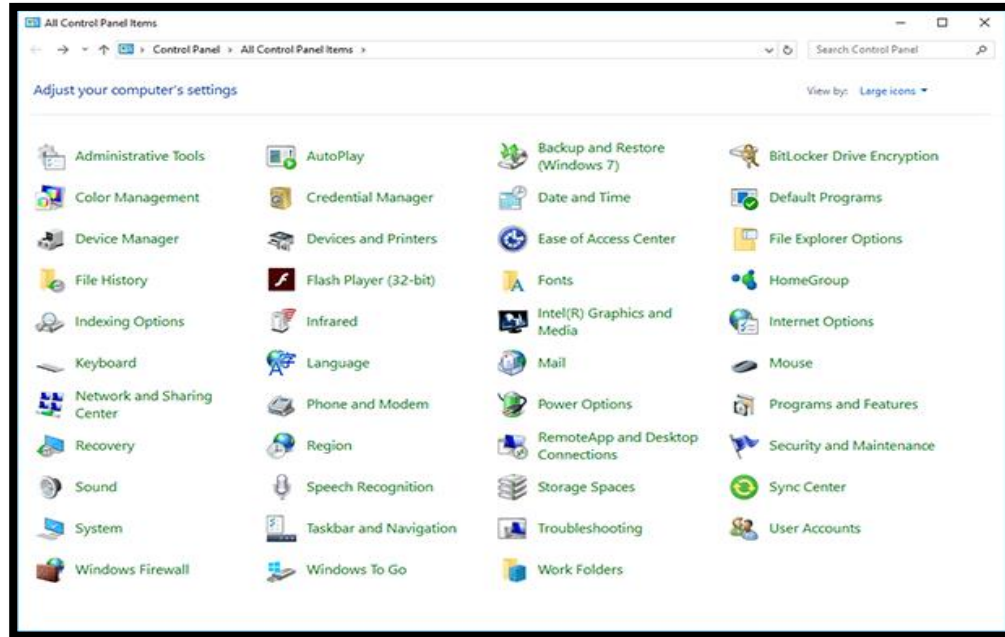 All Control Panel Items
Control Panel > All Control Panel Items >
Search Control Panel
Adjust your computer's settings
View by: Large icons
Administrative Tools
AutoPlay
Backup and Restore
(Windows 7)
BitLocker Drive Encryption
Color Management
Credential Manager
Date and Time
Default Programs
Device Manager
Devices and Printers
Ease of Access Center
File Explorer Options
File History
Flash Player (32-bit)
Fonts
HomeGroup
Indexing Options
Infrared
Intel(R) Graphics and
Media
Internet Options
Keyboard
Language
Mail
Mouse
Network and Sharing
Center
Phone and Modem
Power Options
Programs and Features
Recovery
Region
RemoteApp and Desktop
Connections
Security and Maintenance
Sound
Speech Recognition
Storage Spaces
Sync Center
System
Taskbar and Navigation
Troubleshooting
User Accounts
Windows Firewall
Windows To Go
Work Folders